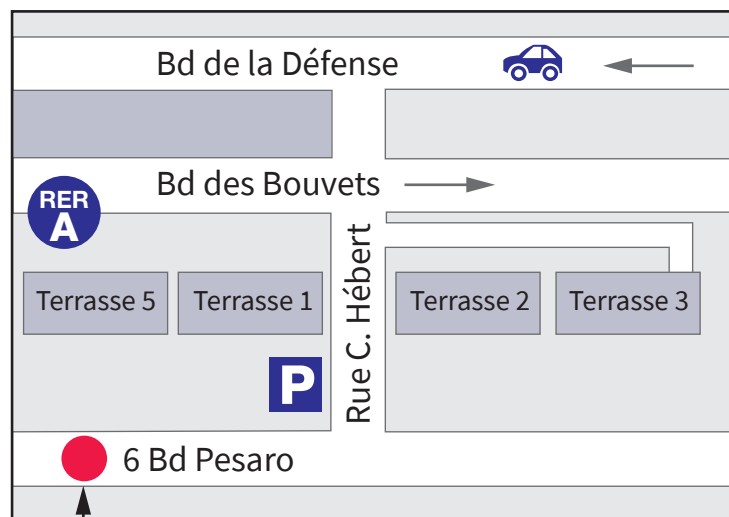 Bd de la Défense
Bd des Bouvets
RER
A
Rue C. Hébert
Terrasse 5
Terrasse 1
Terrasse 2
Terrasse 3
P
6 Bd Pesaro